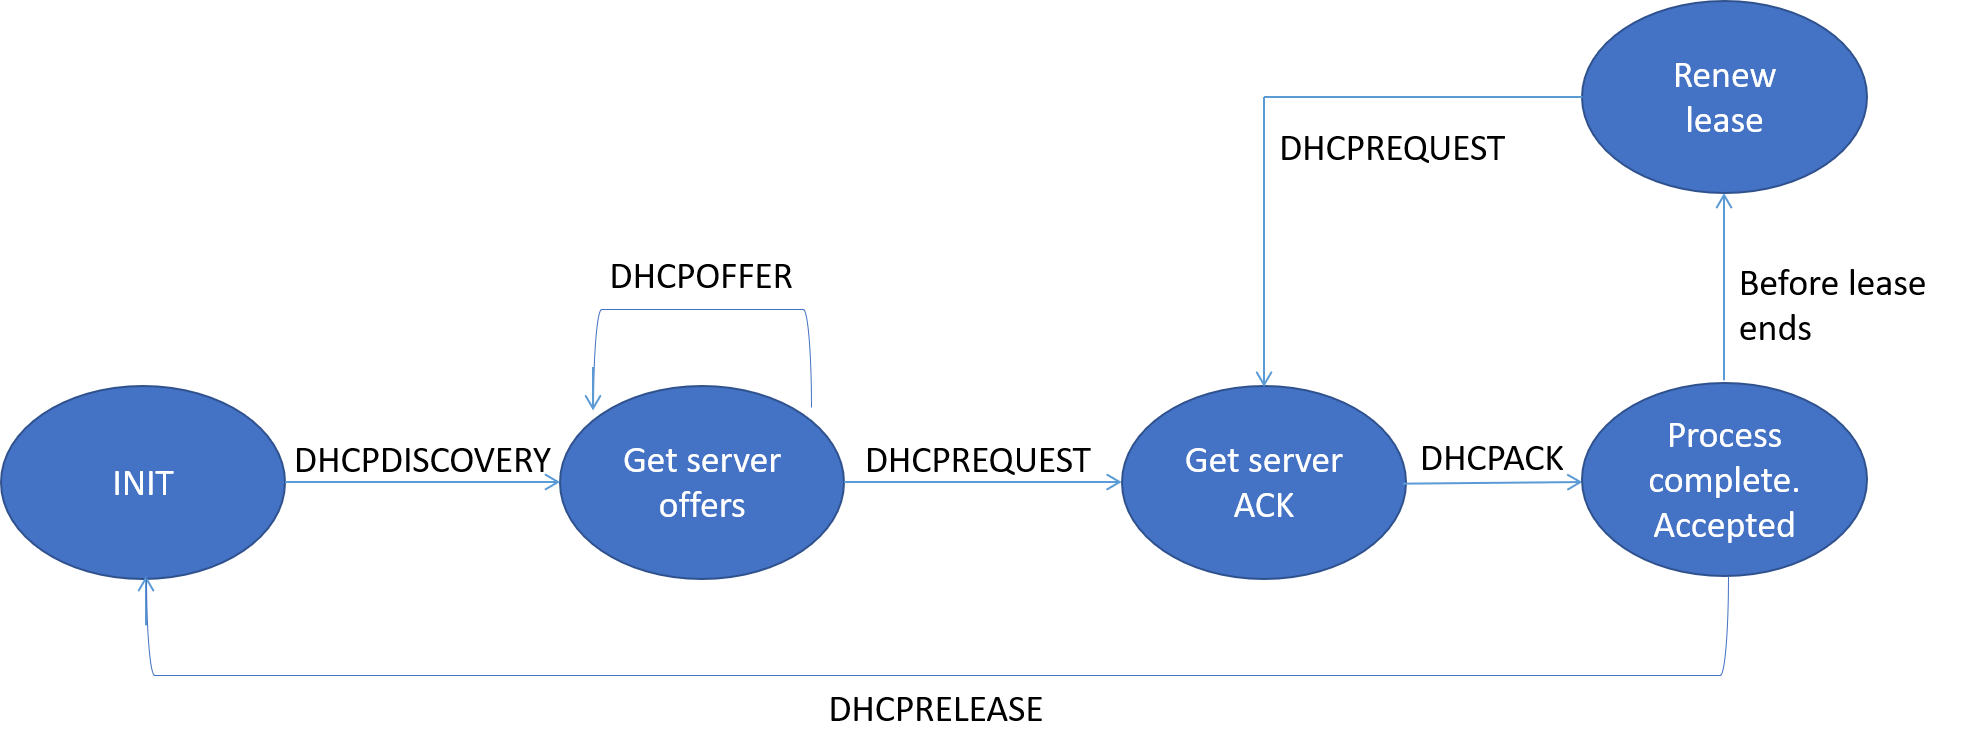 Renew
lease
DHCPREQUEST
Before lease
ends
DHCPOFFER
INIT
DHCPDISCOVERY
Get server
offers
DHCPREQUEST
Get server
ACK
DHCPACK
Process
complete.
Accepted
DHCPRELEASE